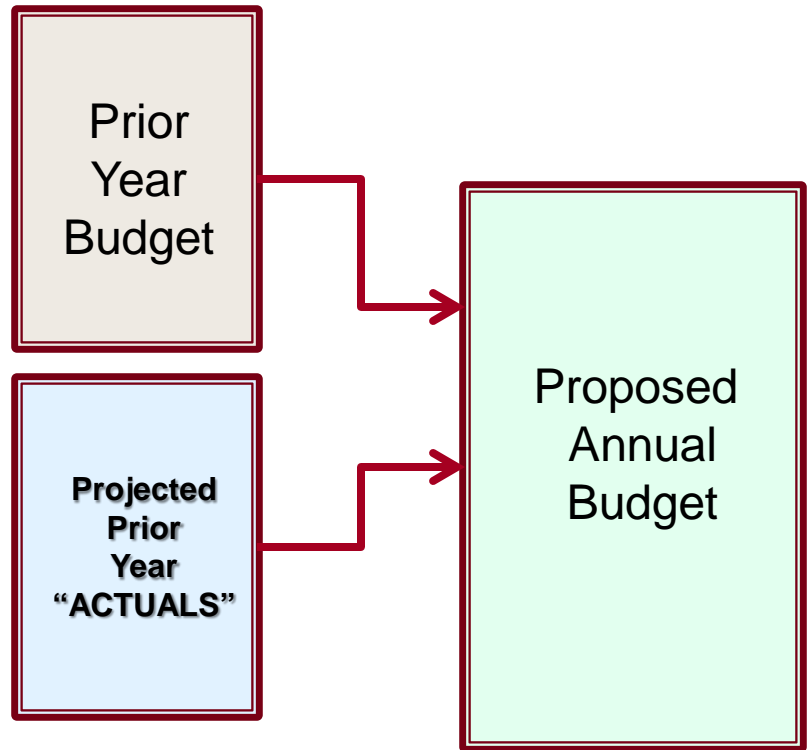 Prior
Year
Budget
Projected
Prior
Year
“ACTUALS”
Proposed
Annual
Budget